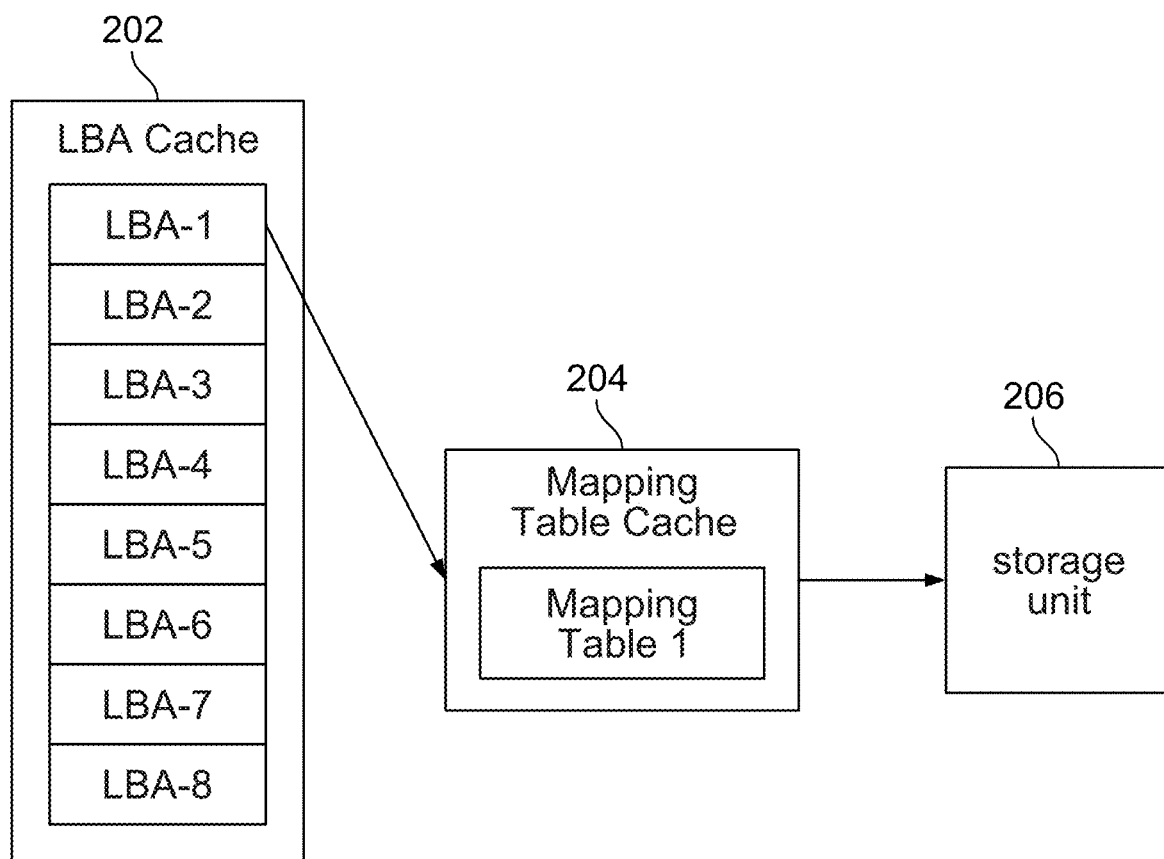 202
LBA Cache
LBA-1
LBA-2
LBA-3
LBA-4
LBA-5
LBA-6
LBA-7
LBA-8
204
Mapping
Table Cache
Mapping
Table 1
206
storage
unit